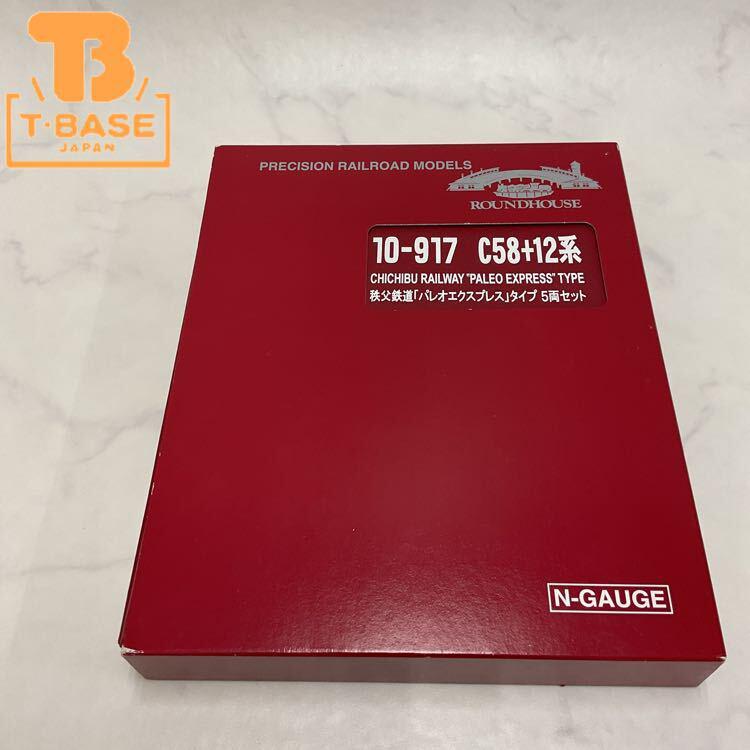 TB
T·BASE
JAPAN
PRECISION RAILROAD MODELS
ROUNDHOUSE
10-917 C58+12系
CHICHIBU RAILWAY "PALEO EXPRESS" TYPE
秩父鉄道「パレオエクスプレス」タイプ 5両セット
N-GAUGE